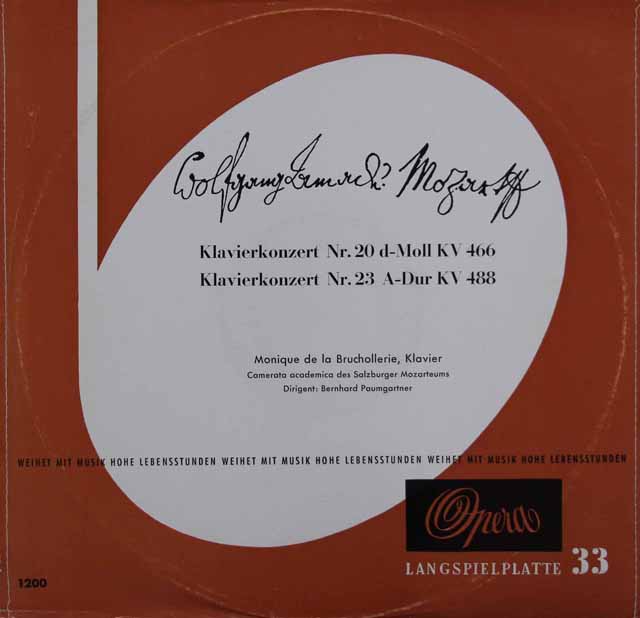 Wolfgang Amadé Mozart
Klavierkonzert Nr. 20 d-Moll KV 466
Klavierkonzert Nr. 23 A-Dur KV 488
Monique de la Bruchollerie, Klavier
Camerata academica des Salzburger Mozarteums
Dirigent: Bernhard Paumgartner
WEIHET MIT MUSIK HOHE LEBENSSTUNDEN WEIHET MIT MUSIK HOHE LEBENSSTUNDEN WEIHET MIT MUSIK HOHE LEBENSSTUNDEN
Opera
LANGSPIELPLATTE 33
1200